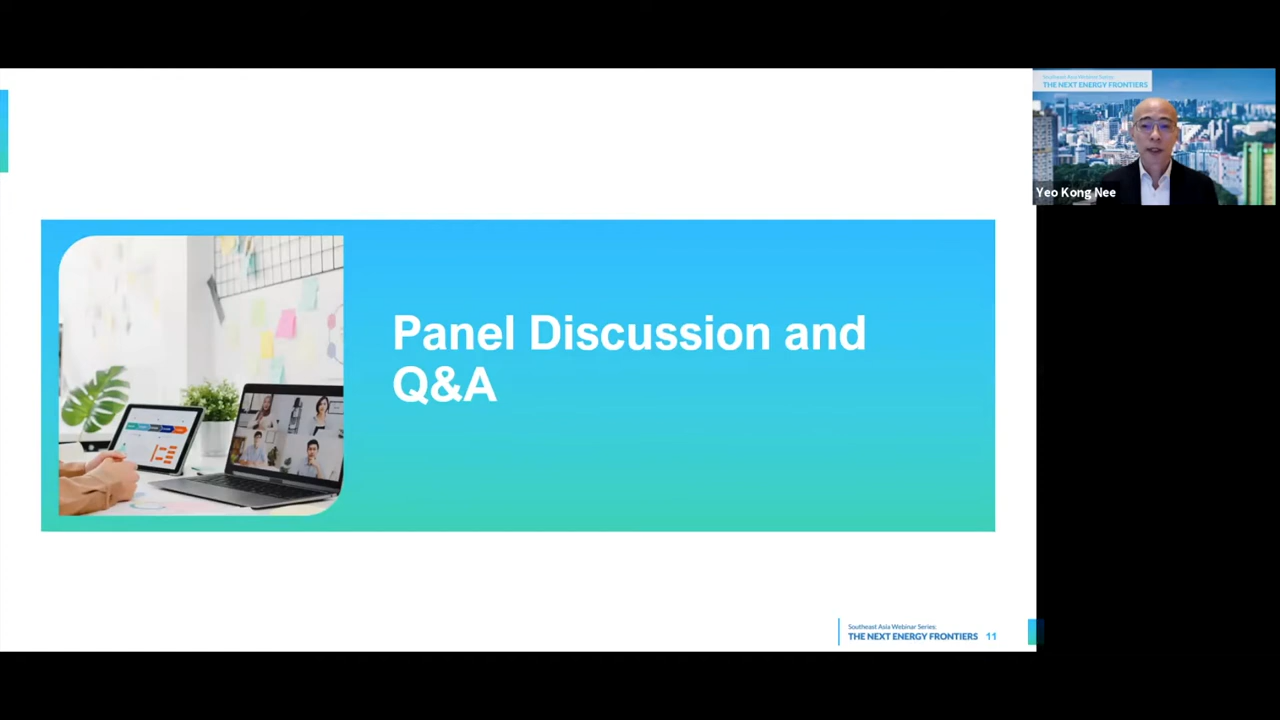 Southeast Asia Webinar Series:
THE NEXT ENERGY FRONTIERS
Yeo Kong Nee
Panel Discussion and
Q&A
Southeast Asia Webinar Series:
THE NEXT ENERGY FRONTIERS 11